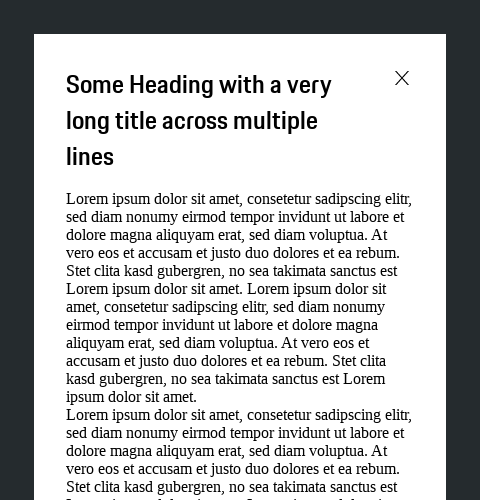 Some Heading with a very
long title across multiple
lines
Lorem ipsum dolor sit amet, consetetur sadipscing elitr,
sed diam nonumy eirmod tempor invidunt ut labore et
dolore magna aliquyam erat, sed diam voluptua. At
vero eos et accusam et justo duo dolores et ea rebum.
Stet clita kasd gubergren, no sea takimata sanctus est
Lorem ipsum dolor sit amet. Lorem ipsum dolor sit
amet, consetetur sadipscing elitr, sed diam nonumy
eirmod tempor invidunt ut labore et dolore magna
aliquyam erat, sed diam voluptua. At vero eos et
accusam et justo duo dolores et ea rebum. Stet clita
kasd gubergren, no sea takimata sanctus est Lorem
ipsum dolor sit amet.
Lorem ipsum dolor sit amet, consetetur sadipscing elitr,
sed diam nonumy eirmod tempor invidunt ut labore et
dolore magna aliquyam erat, sed diam voluptua. At
vero eos et accusam et justo duo dolores et ea rebum.
Stet clita kasd gubergren, no sea takimata sanctus est